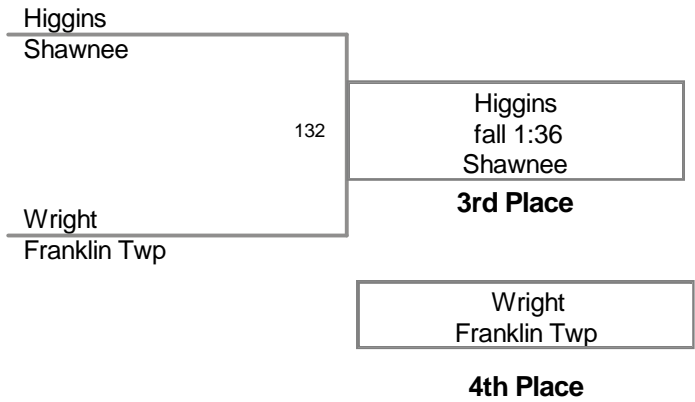 Higgins
Shawnee
132
Higgins
fall 1:36
Shawnee
3rd Place
Wright
Franklin Twp
Wright
Franklin Twp
4th Place